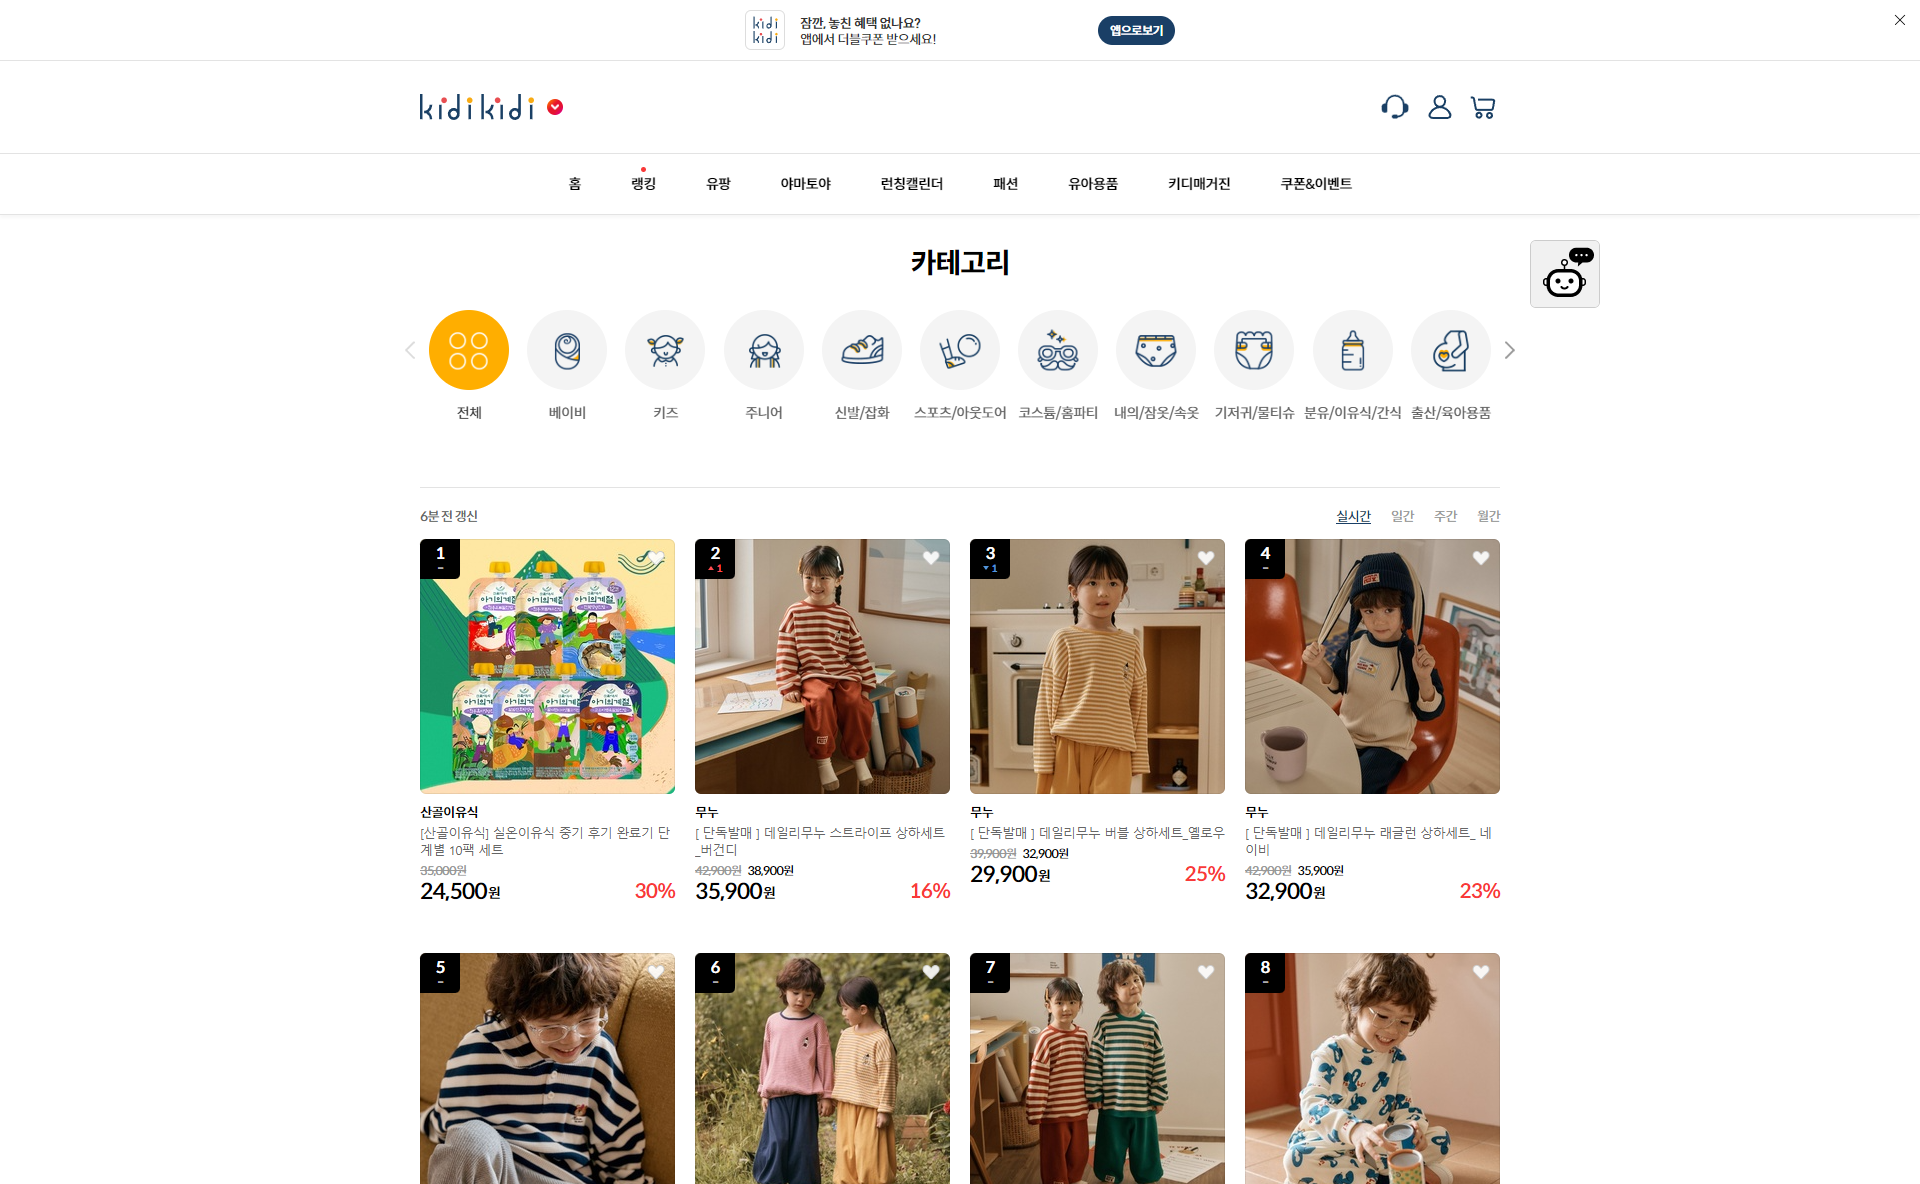 kidi
kidi
잠깐, 놓친 혜택 없나요?
앱에서 더블쿠폰 받으세요!
앱으로보기
kidikidi
홈
랭킹
유팡
야마토야
런칭캘린더
패션
유아용품
키디매거진
쿠폰&이벤트
카테고리
전체
베이비
키즈
주니어
신발/잡화
스포츠/아웃도어
코스튬/홈파티
내의/잠옷/속옷
기저귀/물티슈
분유/이유식/간식
출산/육아용품
6분 전 갱신
실시간
일간
주간
월간
1
-
산골이유식
[산골이유식] 실온이유식 중기 후기 완료기 단
계별 10팩 세트
35,000원
24,500원
30%
2
1
무누
[ 단독발매 ] 데일리무누 스트라이프 상하세트
_버건디
42,900원 38,900원
35,900원
16%
3
1
무누
[ 단독발매 ] 데일리무누 버블 상하세트_옐로우
39,900원 32,900원
29,900원
25%
4
-
무누
[ 단독발매 ] 데일리무누 래글런 상하세트_ 네
이비
42,900원 35,900원
32,900원
23%
5
-
6
-
7
-
8
-